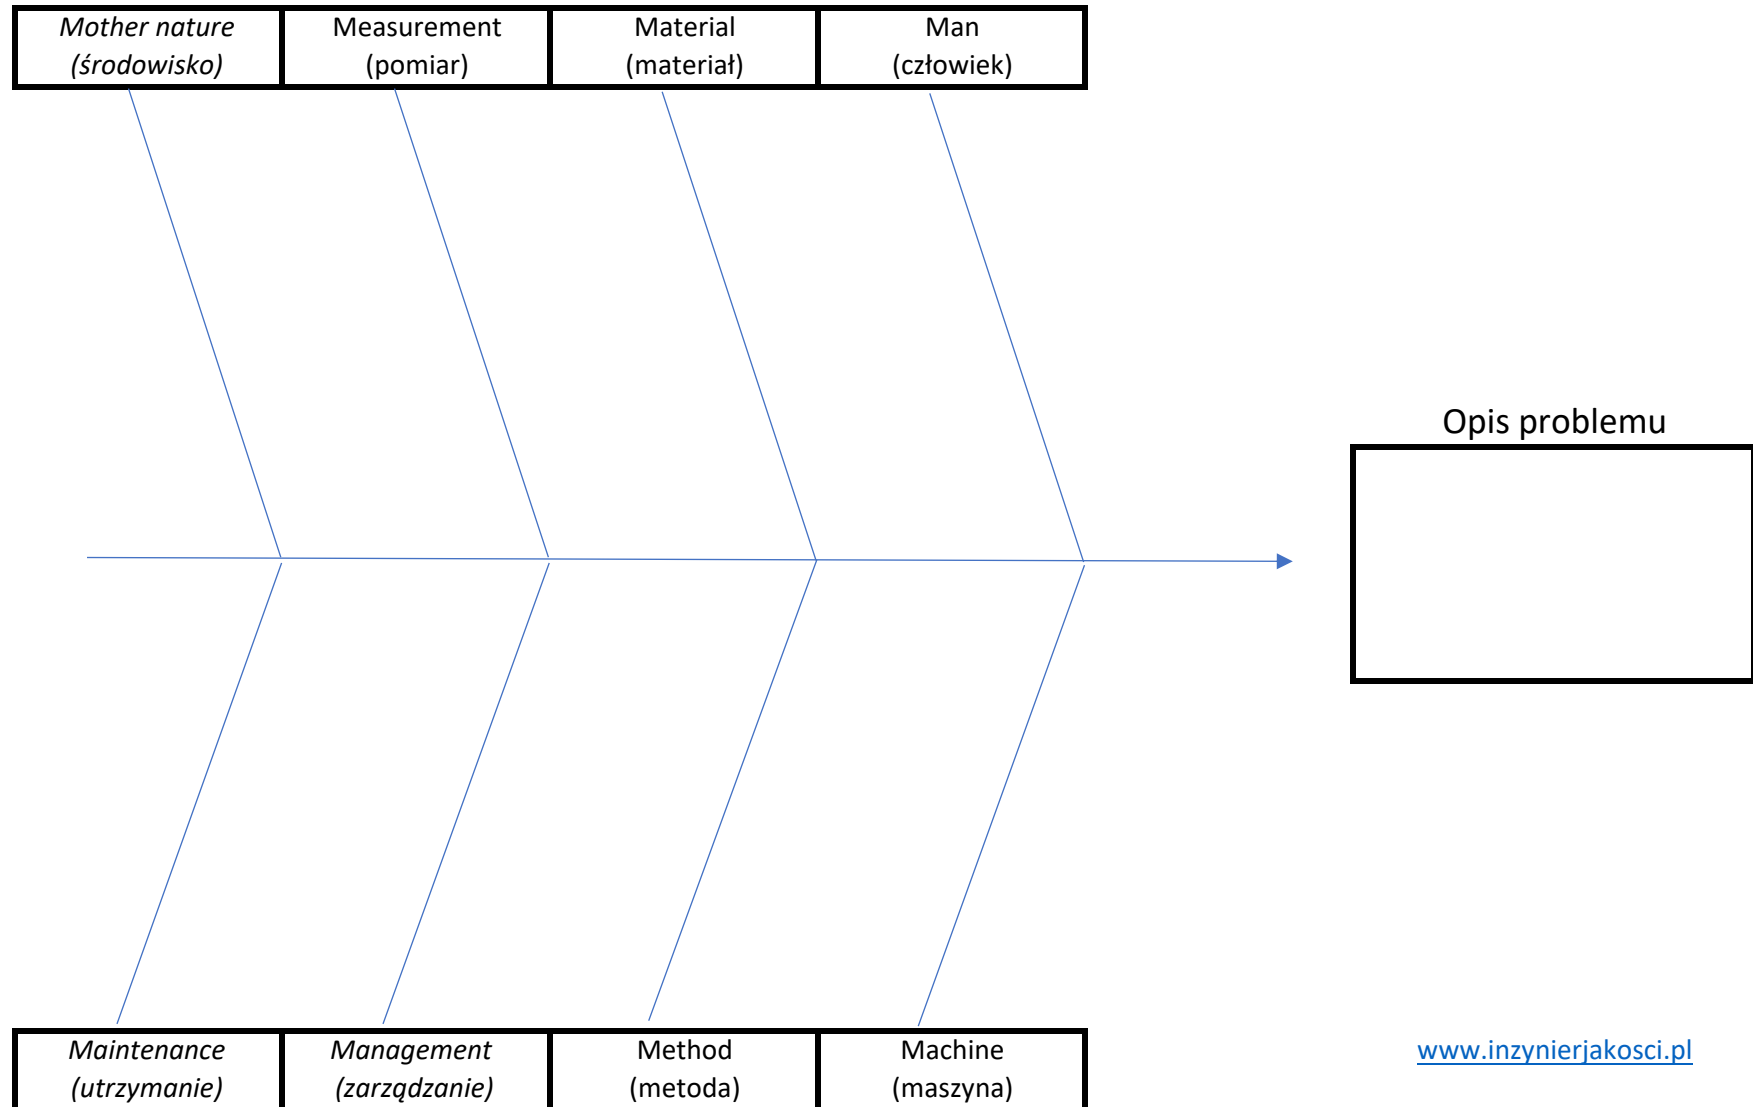 Mother nature
(środowisko)
Measurement
(pomiar)
Material
(materiał)
Man
(człowiek)
Opis problemu
Maintenance
(utrzymanie)
Management
(zarządzanie)
Method
(metoda)
Machine
(maszyna)
www.inzynierjakosci.pl